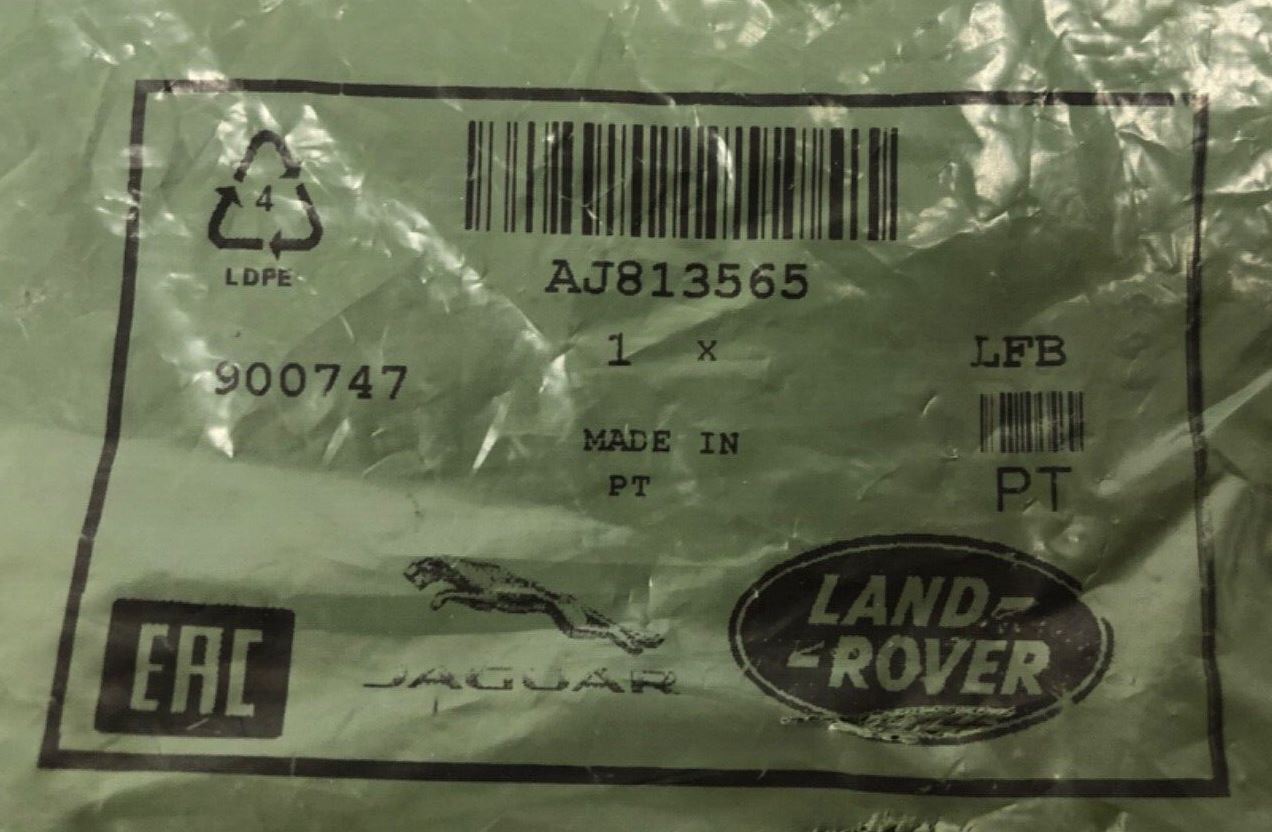 4
LDPE
AJ813565
1 x
LFB
900747
MADE IN
PT
PT
EAC
JAGUAR
LAND-
-ROVER